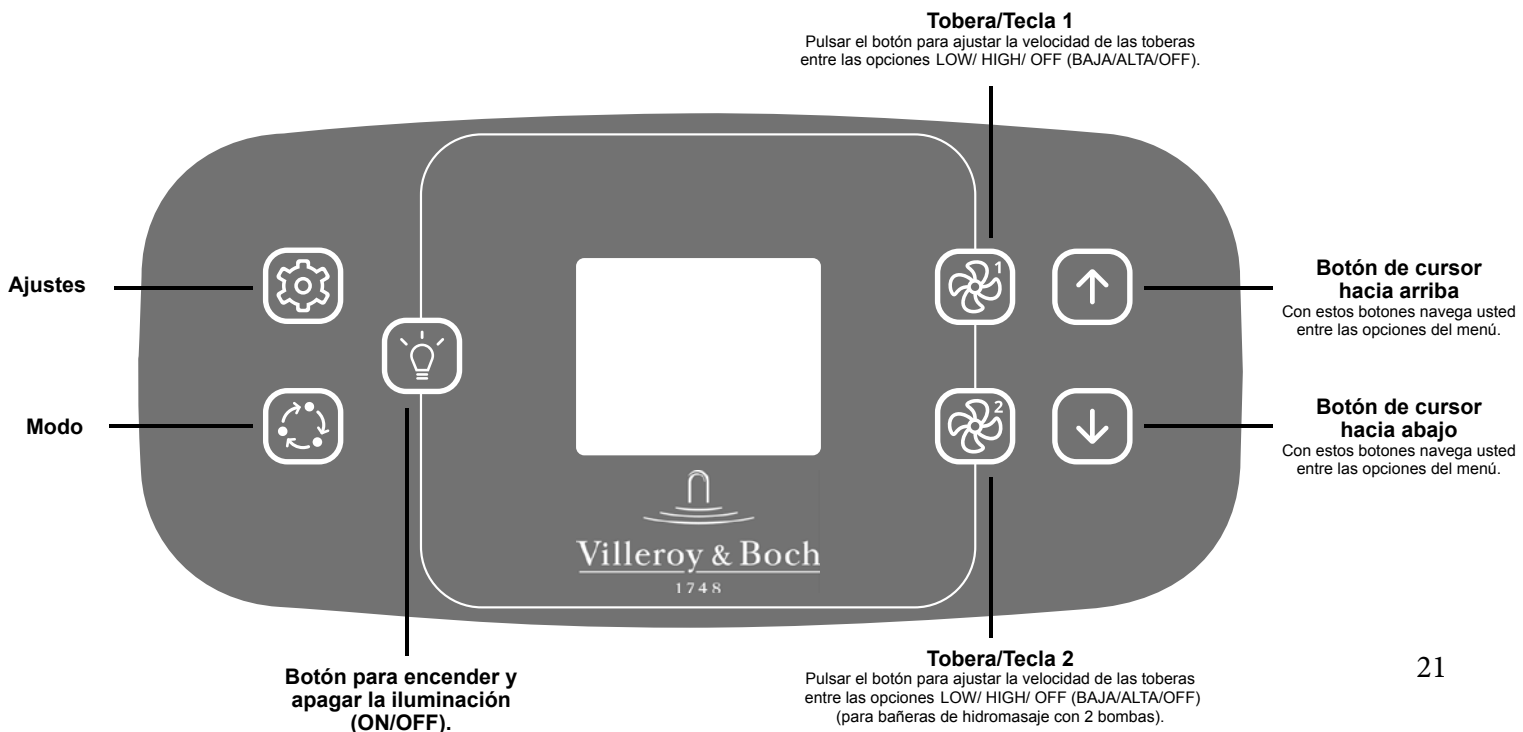 Tobera/Tecla 1
Pulsar el botón para ajustar la velocidad de las toberas
entre las opciones LOW/ HIGH/ OFF (BAJA/ALTA/OFF).
Ajustes
1
Botón de cursor
hacia arriba
Con estos botones navega usted
entre las opciones del menú.
Modo
2
Botón de cursor
hacia abajo
Con estos botones navega usted
entre las opciones del menú.
Villeroy & Boch
1748
Botón para encender y
apagar la iluminación
(ON/OFF).
Tobera/Tecla 2
Pulsar el botón para ajustar la velocidad de las toberas
entre las opciones LOW/ HIGH/ OFF (BAJA/ALTA/OFF)
(para bañeras de hidromasaje con 2 bombas).
21